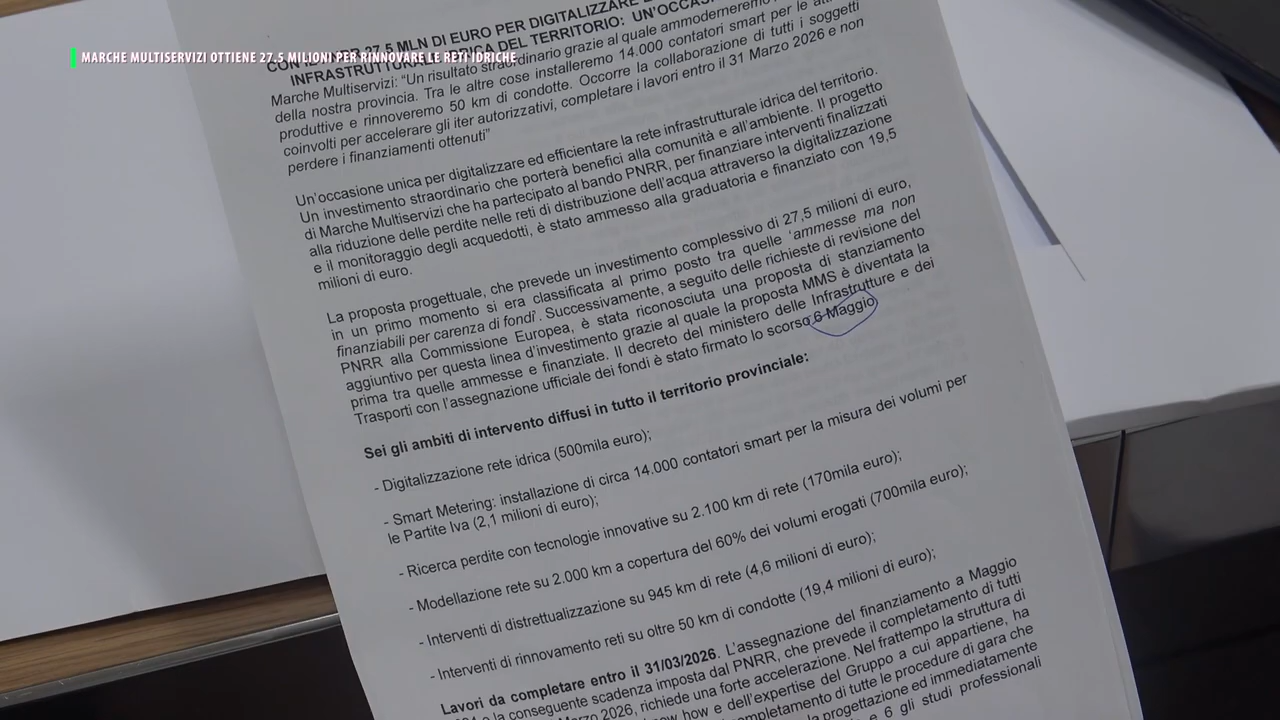 MARCHE MULTISERVIZI OTTIENE 27.5 MILIONI PER RINNOVARE LE RETI IDRICHE
27,5 MLN DI EURO PER DIGITALIZZARE
INFRASTRUTTURA IDRICA DEL TERRITORIO: UN'OCCASIONE
Marche Multiservizi: "Un risultato straordinario grazie al quale ammoderneremo
della nostra provincia. Tra le altre cose installeremo 14.000 contatori smart per le
produttive e rinnoveremo 50 km di condotte. Occorre la collaborazione di tutti i soggetti
coinvolti per accelerare gli iter autorizzativi, completare i lavori entro il 31 Marzo 2026 e non
perdere i finanziamenti ottenuti"
Un'occasione unica per digitalizzare ed efficientare la rete infrastrutturale idrica del territorio.
Un investimento straordinario che porterà benefici alla comunità e all'ambiente. Il progetto
di Marche Multiservizi che ha partecipato al bando PNRR, per finanziare interventi finalizzati
alla riduzione delle perdite nelle reti di distribuzione dell'acqua attraverso la digitalizzazione
e il monitoraggio degli acquedotti, è stato ammesso alla graduatoria e finanziato con 19,5
milioni di euro.
La proposta progettuale, che prevede un investimento complessivo di 27,5 milioni di euro,
in un primo momento si era classificata al primo posto tra quelle 'ammesse ma non
finanziabili per carenza di fondi'. Successivamente, a seguito delle richieste di revisione del
PNRR alla Commissione Europea, è stata riconosciuta una proposta di stanziamento
aggiuntivo per questa linea d'investimento grazie al quale la proposta MMS è diventata la
prima tra quelle ammesse e finanziate. Il decreto del ministero delle Infrastrutture e dei
Trasporti con l'assegnazione ufficiale dei fondi è stato firmato lo scorso 6 Maggio
Sei gli ambiti di intervento diffusi in tutto il territorio provinciale:
- Digitalizzazione rete idrica (500mila euro);
- Smart Metering: installazione di circa 14.000 contatori smart per la misura dei volumi per
le Partite Iva (2,1 milioni di euro);
- Ricerca perdite con tecnologie innovative su 2.100 km di rete (170mila euro);
- Modellazione rete su 2.000 km a copertura del 60% dei volumi erogati (700mila euro);
- Interventi di distrettualizzazione su 945 km di rete (4,6 milioni di euro);
- Interventi di rinnovamento reti su oltre 50 km di condotte (19,4 milioni di euro);
Lavori da completare entro il 31/03/2026. L'assegnazione del finanziamento a Maggio
e la conseguente scadenza imposta dal PNRR, che prevede il completamento di tutti
Marzo 2026, richiede una forte accelerazione. Nel frattempo la struttura di
know how e dell'expertise del Gruppo a cui appartiene, ha
completamento di tutte le procedure di gara che
la progettazione ed immediatamente
e 6 gli studi professionali